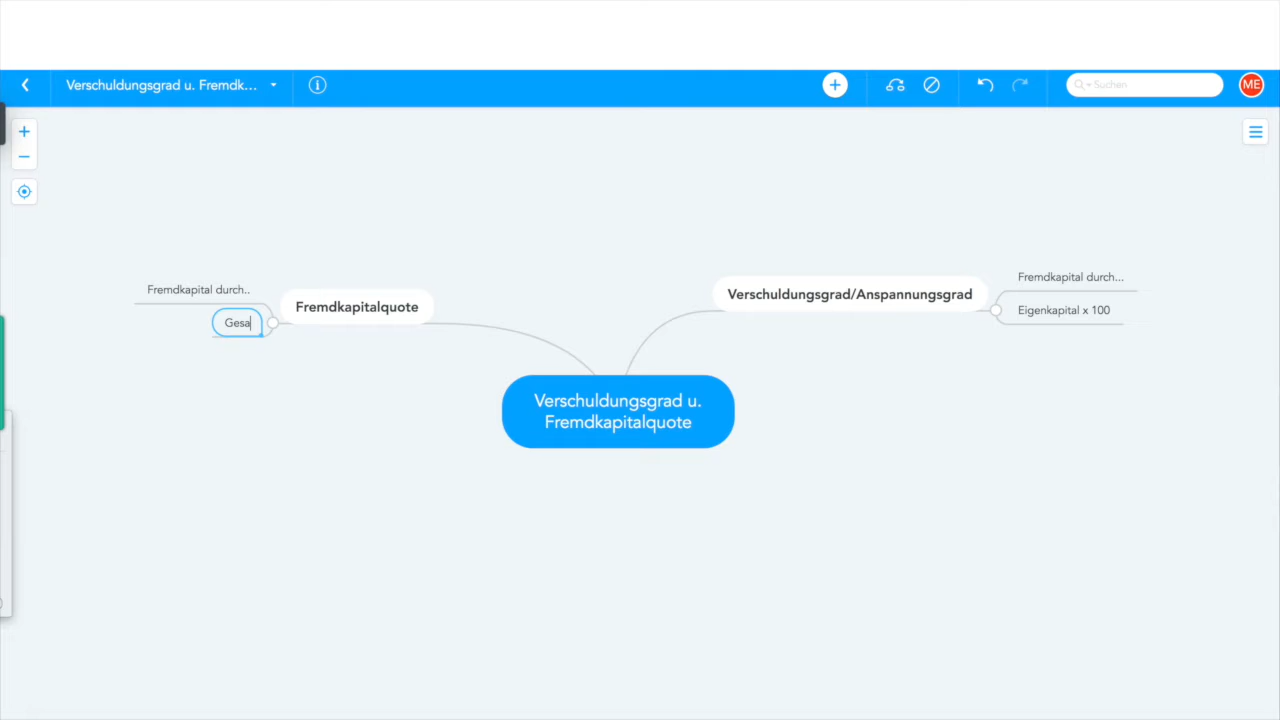 Verschuldungsgrad u. Fremdk...
Suchen
ME
Fremdkapital durch..
Gesa
Fremdkapitalquote
Verschuldungsgrad/Anspannungsgrad
Fremdkapital durch...
Eigenkapital x 100
Verschuldungsgrad u.
Fremdkapitalquote